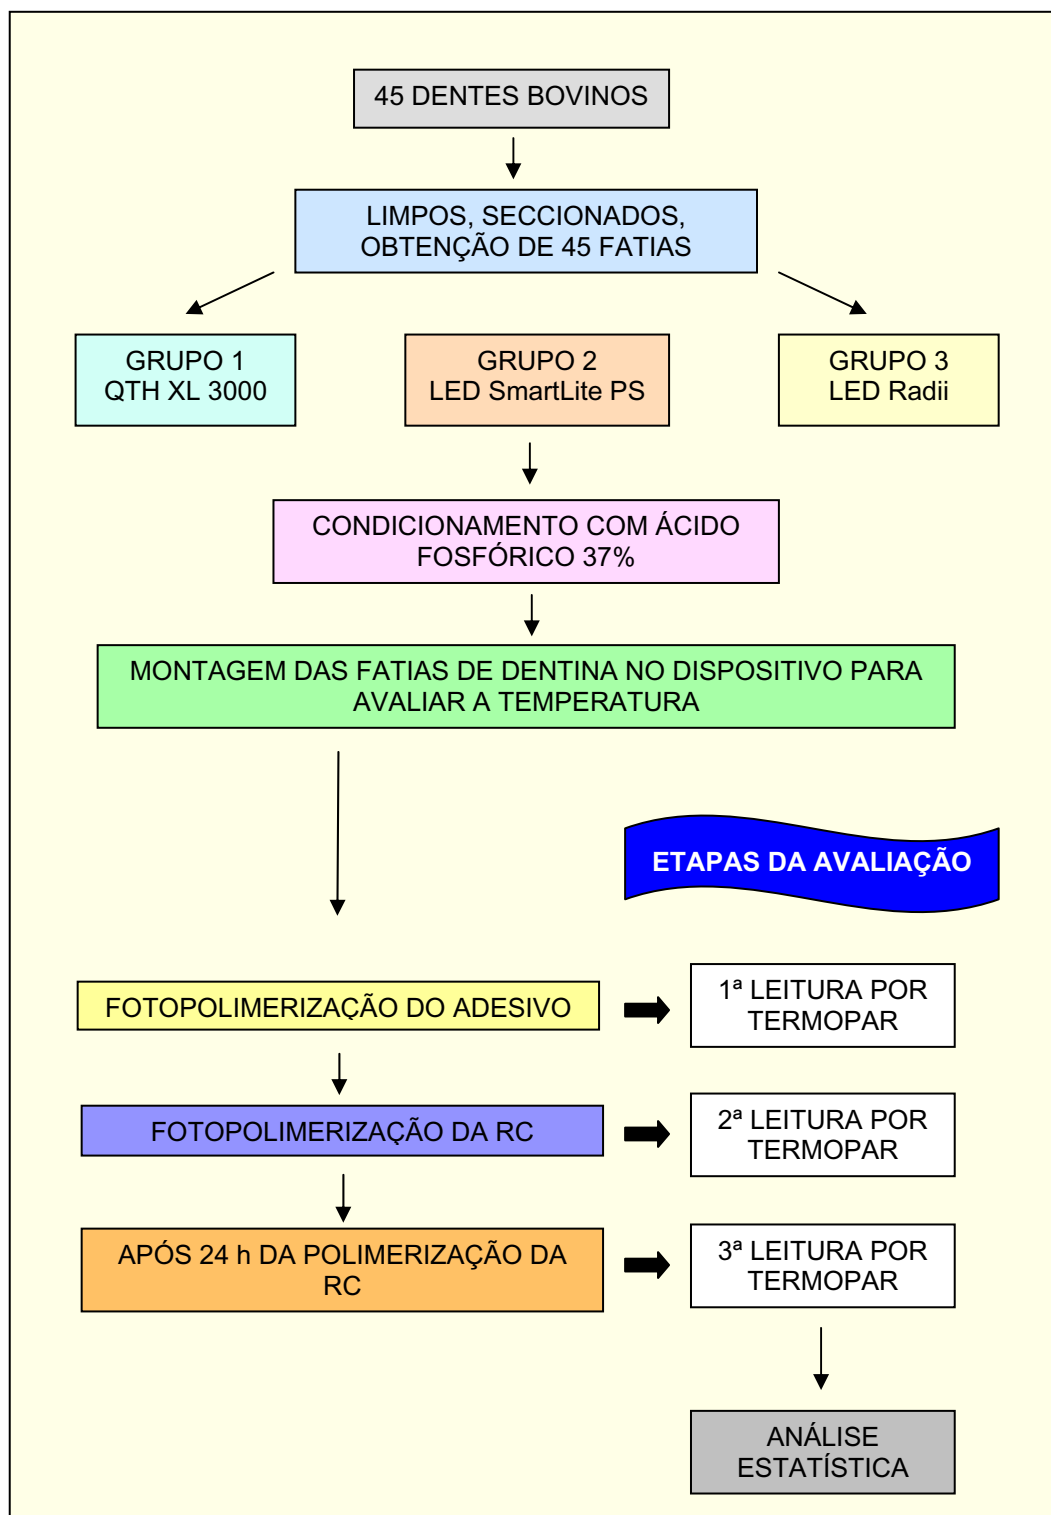 45 DENTES BOVINOS
LIMPOS, SECCIONADOS,
OBTENÇÃO DE 45 FATIAS
GRUPO 1
QTH XL 3000
GRUPO 2
LED SmartLite PS
GRUPO 3
LED Radii
CONDICIONAMENTO COM ÁCIDO
FOSFÓRICO 37%
MONTAGEM DAS FATIAS DE DENTINA NO DISPOSITIVO PARA
AVALIAR A TEMPERATURA
ETAPAS DA AVALIAÇÃO
FOTOPOLIMERIZAÇÃO DO ADESIVO
1ª LEITURA POR
TERMOPAR
FOTOPOLIMERIZAÇÃO DA RC
2ª LEITURA POR
TERMOPAR
APÓS 24 h DA POLIMERIZAÇÃO DA
RC
3ª LEITURA POR
TERMOPAR
ANÁLISE
ESTATÍSTICA